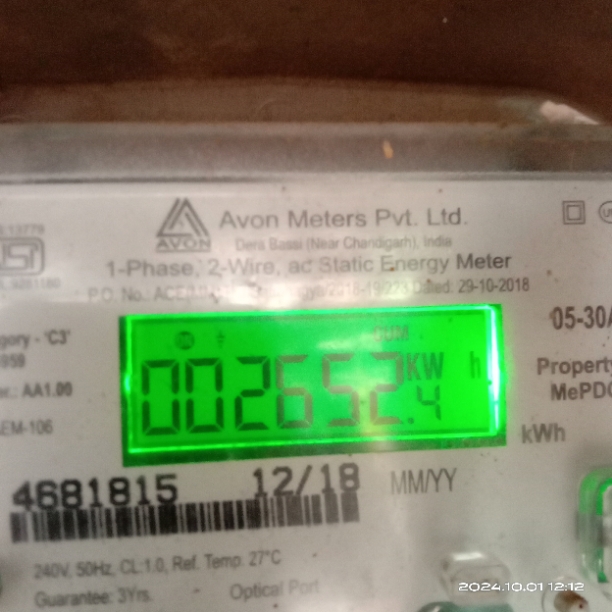 AVON
Avon Meters Pvt. Ltd.
Dera Bassi (Near Chandigarh), India
1-Phase, 2-Wire, ac Static Energy Meter
P.O. No.: Dated: 29-10-2018
05-30A
gory - 'C3'
.: AA1.00
EM-106
CUM
002652.4 KW h
Property
MePDC
kWh
4681815 12/18 MM/YY
240V, 50Hz, CL:1.0, Ref. Temp. 27°C
Guarantee: 3Yrs. Optical Port
2024.10.01 12:12